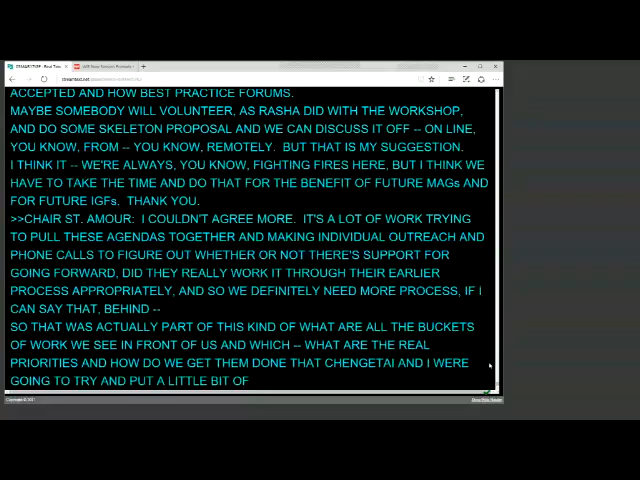 streamtext.net
ACCEPTED AND HOW BEST PRACTICE FORUMS.
MAYBE SOMEBODY WILL VOLUNTEER, AS RASHA DID WITH THE WORKSHOP,
AND DO SOME SKELETON PROPOSAL AND WE CAN DISCUSS IT OFF -- ON LINE,
YOU KNOW, FROM -- YOU KNOW, REMOTELY.  BUT THAT IS MY SUGGESTION.
I THINK IT -- WE'RE ALWAYS, YOU KNOW, FIGHTING FIRES HERE, BUT I THINK WE
HAVE TO TAKE THE TIME AND DO THAT FOR THE BENEFIT OF FUTURE MAGs AND
FOR FUTURE IGFs.  THANK YOU.
>>CHAIR ST. AMOUR:  I COULDN'T AGREE MORE.  IT'S A LOT OF WORK TRYING
TO PULL THESE AGENDAS TOGETHER AND MAKING INDIVIDUAL OUTREACH AND
PHONE CALLS TO FIGURE OUT WHETHER OR NOT THERE'S SUPPORT FOR
GOING FORWARD, DID THEY REALLY WORK IT THROUGH THEIR EARLIER
PROCESS APPROPRIATELY, AND SO WE DEFINITELY NEED MORE PROCESS, IF I
CAN SAY THAT, BEHIND --
SO THAT WAS ACTUALLY PART OF THIS KIND OF WHAT ARE ALL THE BUCKETS
OF WORK WE SEE IN FRONT OF US AND WHICH -- WHAT ARE THE REAL
PRIORITIES AND HOW DO WE GET THEM DONE THAT CHENGETAI AND I WERE
GOING TO TRY AND PUT A LITTLE BIT OF